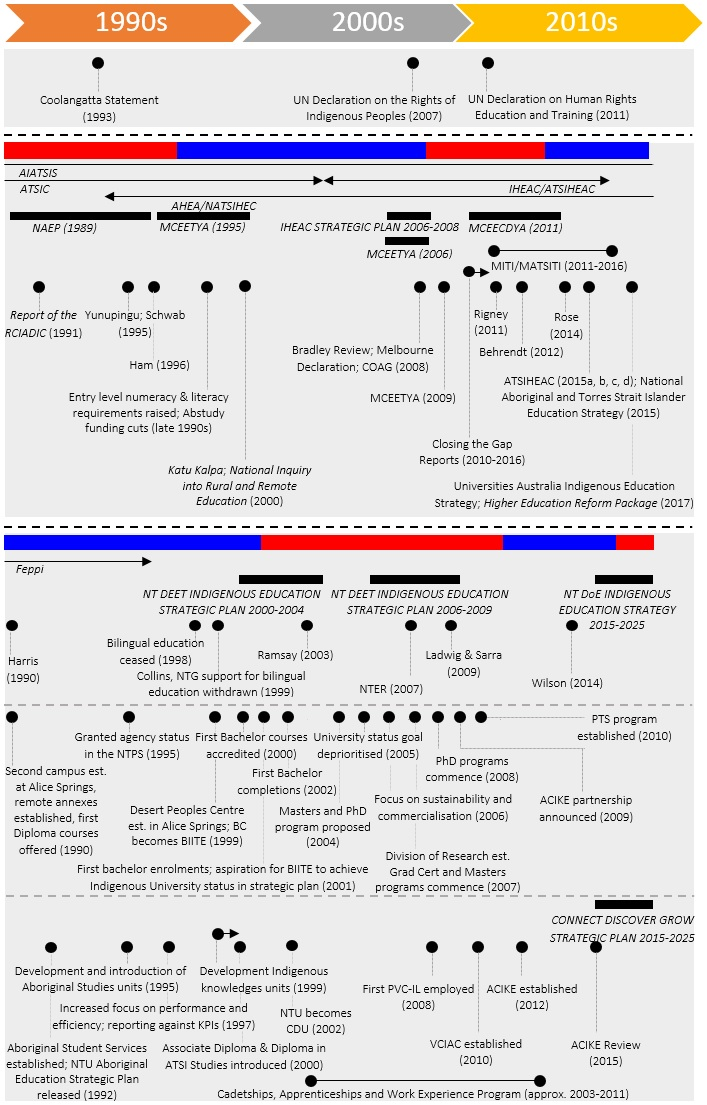 1990s 2000s 2010s
Coolangatta Statement
(1993)
UN Declaration on the Rights of
Indigenous Peoples (2007)
UN Declaration on Human Rights
Education and Training (2011)
AIATSIS
ATSIC
IHEAC/ATSIHEAC
AHEA/NATSIHEC
NAEP (1989)
MCEETYA (1995)
IHEAC STRATEGIC PLAN 2006-2008
MCEECDYA (2011)
MCEETYA (2006)
MITI/MATSITI (2011-2016)
Report of the
RCIADIC (1991)
Yunupingu; Schwab
(1995)
Ham (1996)
Entry level numeracy & literacy
requirements raised; Abstudy
funding cuts (late 1990s)
Katu Kalpa; National Inquiry
into Rural and Remote
Education (2000)
Bradley Review; Melbourne
Declaration; COAG (2008)
MCEETYA (2009)
Closing the Gap
Reports (2010-2016)
Rigney
(2011)
Behrendt (2012)
Rose
(2014)
ATSIHEAC (2015a, b, c, d); National
Aboriginal and Torres Strait Islander
Education Strategy (2015)
Universities Australia Indigenous Education
Strategy; Higher Education Reform Package (2017)
Feppi
NT DEET INDIGENOUS EDUCATION
STRATEGIC PLAN 2000-2004
NT DEET INDIGENOUS EDUCATION
STRATEGIC PLAN 2006-2009
NT DoE INDIGENOUS
EDUCATION STRATEGY
2015-2025
Harris
(1990)
Bilingual education
ceased (1998)
Collins, NTG support for bilingual
education withdrawn (1999)
Ramsay (2003)
NTER (2007)
Ladwig & Sarra
(2009)
Wilson (2014)
Second campus est.
at Alice Springs,
remote annexes
established, first
Diploma courses
offered (1990)
Granted agency status
in the NTPS (1995)
Desert Peoples Centre
est. in Alice Springs; BC
becomes BIITE (1999)
First Bachelor courses
accredited (2000)
First bachelor enrolments; aspiration for BIITE to achieve
Indigenous University status in strategic plan (2001)
First Bachelor
completions (2002)
Masters and PhD
program proposed
(2004)
University status goal
deprioritised (2005)
Focus on sustainability and
commercialisation (2006)
Division of Research est.
Grad Cert and Masters
programs commence (2007)
PhD programs
commence (2008)
ACIKE partnership
announced (2009)
PTS program
established (2010)
CONNECT DISCOVER GROW
STRATEGIC PLAN 2015-2025
Aboriginal Student Services
established; NTU Aboriginal
Education Strategic Plan
released (1992)
Development and introduction of
Aboriginal Studies units (1995)
Increased focus on performance and
efficiency; reporting against KPIs (1997)
Development Indigenous
knowledges units (1999)
Associate Diploma & Diploma in
ATSI Studies introduced (2000)
NTU becomes
CDU (2002)
First PVC-IL employed
(2008)
VCIAC established
(2010)
ACIKE established
(2012)
ACIKE Review
(2015)
Cadetships, Apprenticeships and Work Experience Program (approx. 2003-2011)